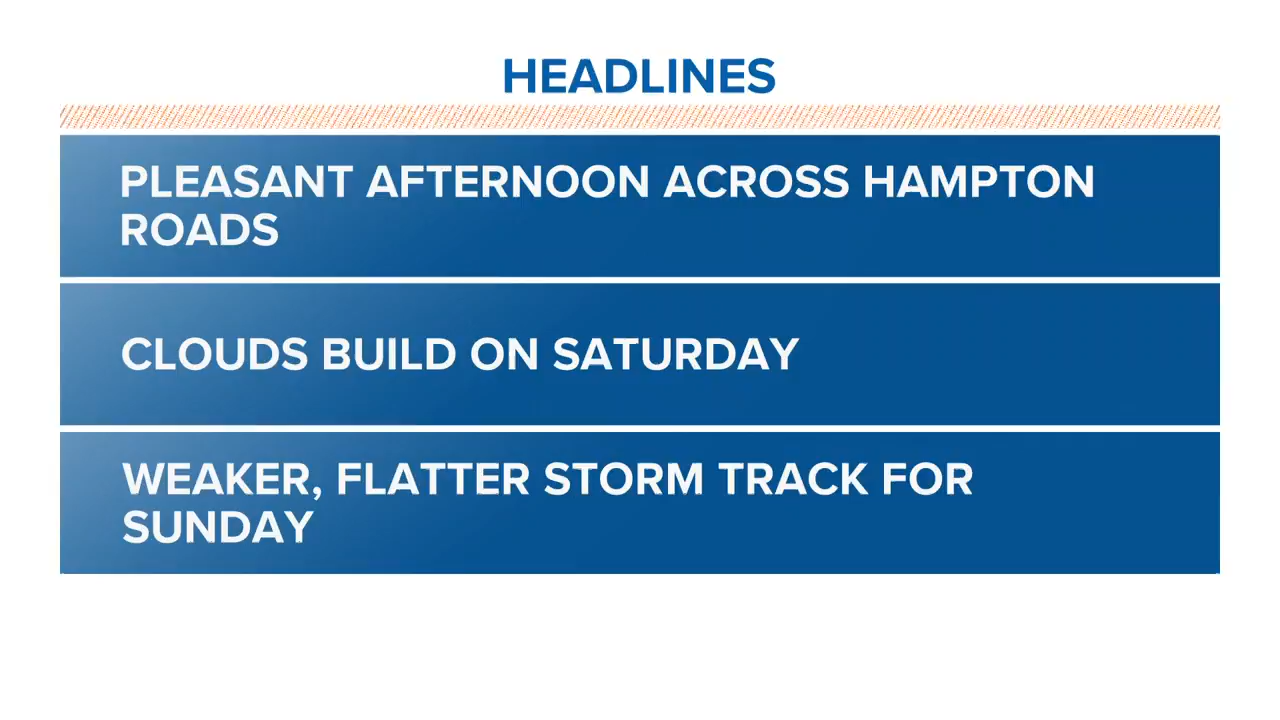 HEADLINES
PLEASANT AFTERNOON ACROSS HAMPTON
ROADS
CLOUDS BUILD ON SATURDAY
WEAKER, FLATTER STORM TRACK FOR
SUNDAY